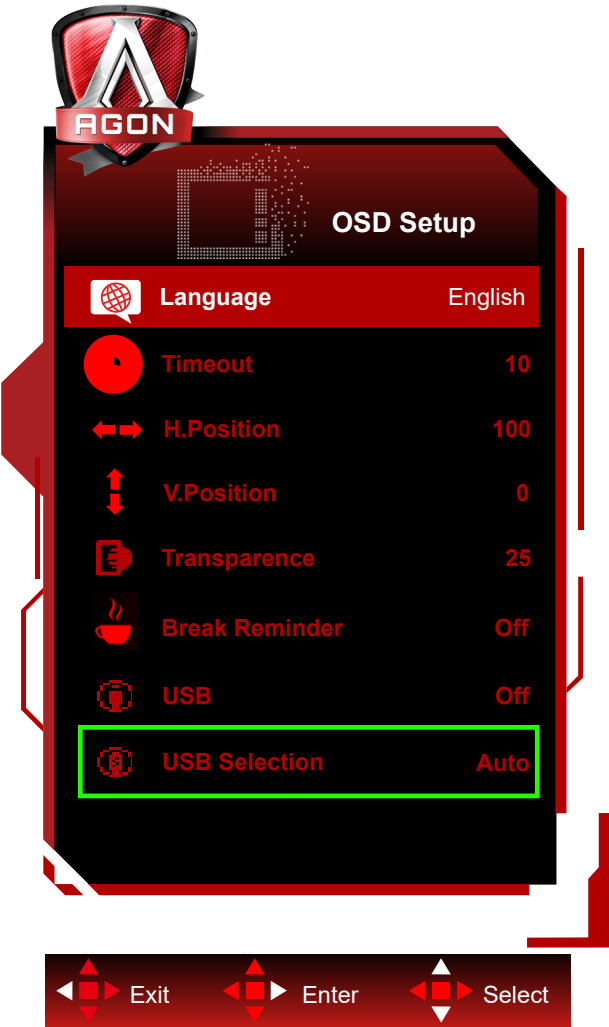 AGON
OSD Setup
Language English
Timeout 10
H.Position 100
V.Position 0
Transparence 25
Break Reminder Off
USB Off
USB Selection Auto
Exit Enter Select